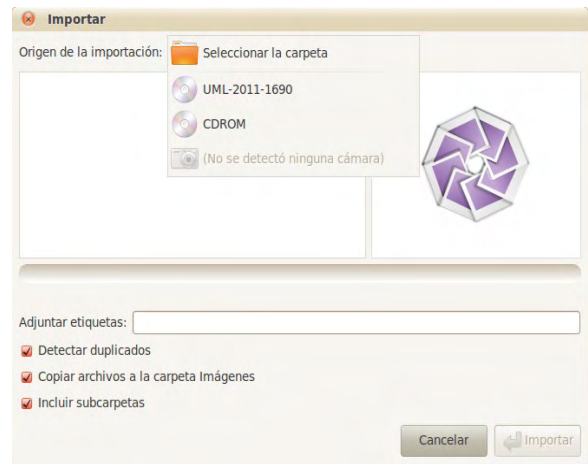 Importar
Origen de la importación:
Seleccionar la carpeta
UML-2011-1690
CDROM
(No se detectó ninguna cámara)
Adjuntar etiquetas:
Detectar duplicados
Copiar archivos a la carpeta Imágenes
Incluir subcarpetas
Cancelar
Importar